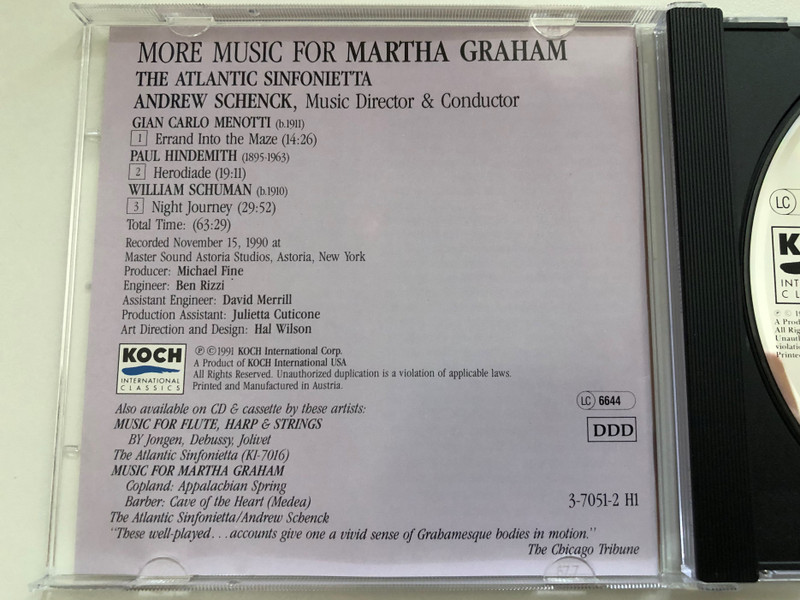 MORE MUSIC FOR MARTHA GRAHAM
THE ATLANTIC SINFONIETTA
ANDREW SCHENCK, Music Director & Conductor
GIAN CARLO MENOTTI (b.1911)
1 Errand Into the Maze (14:26)
PAUL HINDEMITH (1895-1963)
2 Herodiade (19:11)
WILLIAM SCHUMAN (b.1910)
3 Night Journey (29:52)
Total Time: (63:29)
Recorded November 15, 1990 at
Master Sound Astoria Studios, Astoria, New York
Producer: Michael Fine
Engineer: Ben Rizzi
Assistant Engineer: David Merrill
Production Assistant: Julietta Cuticone
Art Direction and Design: Hal Wilson
KOCH
INTERNATIONAL
CLASSICS
℗ ©1991 KOCH International Corp.
A Product of KOCH International USA
All Rights Reserved. Unauthorized duplication is a violation of applicable laws.
Printed and Manufactured in Austria.
LC 6644
DDD
Also available on CD & cassette by these artists:
MUSIC FOR FLUTE, HARP & STRINGS
BY Jongen, Debussy, Jolivet
The Atlantic Sinfonietta (KI-7016)
MUSIC FOR MARTHA GRAHAM
Copland: Appalachian Spring
Barber: Cave of the Heart (Medea)
The Atlantic Sinfonietta/Andrew Schenck
3-7051-2 H1
"These well-played...accounts give one a vivid sense of Grahamesque bodies in motion."
The Chicago Tribune
LC
K
INT
C L
℗ © 19
A Prod
All Rig
Unaut
violatio
Printe